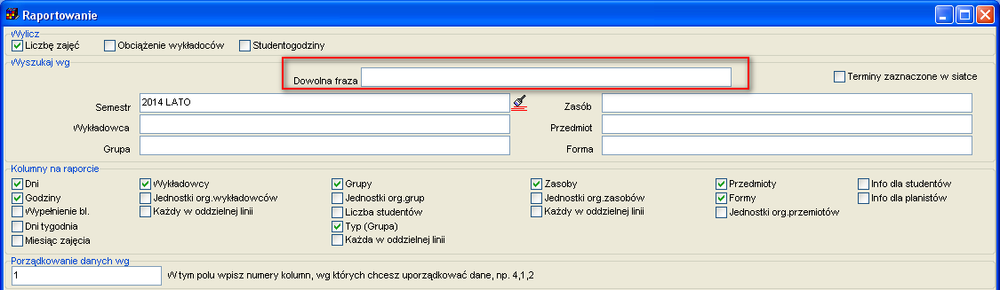 Raportowanie
Wylicz
Liczbę zajęć Obciążenie wykładoców Studentogodziny
Wyszukaj wg
Dowolna fraza Terminy zaznaczone w siatce
Semestr 2014 LATO Zasób
Wykładowca Przedmiot
Grupa Forma
Kolumny na raporcie
Dni Wykładowcy Grupy Zasoby Przedmioty Info dla studentów
Godziny Jednostki org.wykładowców Jednostki org.grup Jednostki org.zasobów Formy Info dla planistów
Wypełnienie bl. Każdy w oddzielnej linii Liczba studentów Każdy w oddzielnej linii Jednostki org.przemiotów
Dni tygodnia Typ (Grupa)
Miesiąc zajęcia Każda w oddzielnej linii
Porządkowanie danych wg
1 W tym polu wpisz numery kolumn, wg których chcesz uporządkować dane, np. 4,1,2